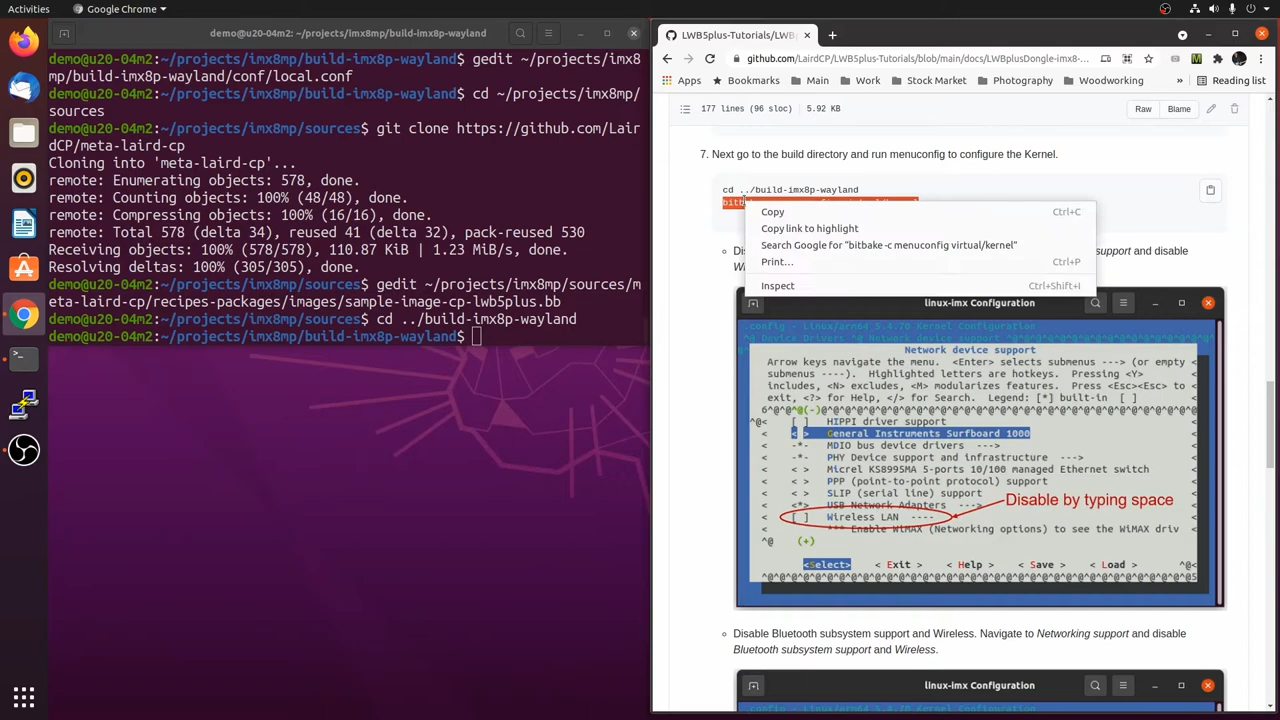 Activities
Google Chrome
demo@u20-04m2: ~/projects/imx8mp/build-imx8p-wayland
demo@u20-04m2:~/projects/imx8mp/build-imx8p-wayland$ gedit ~/projects/imx8
mp/build-imx8p-wayland/conf/local.conf
demo@u20-04m2:~/projects/imx8mp/build-imx8p-wayland$ cd ~/projects/imx8mp/
sources
demo@u20-04m2:~/projects/imx8mp/sources$ git clone https://github.com/Lair
dCP/meta-laird-cp
Cloning into 'meta-laird-cp'...
remote: Enumerating objects: 578, done.
remote: Counting objects: 100% (48/48), done.
remote: Compressing objects: 100% (16/16), done.
remote: Total 578 (delta 34), reused 41 (delta 32), pack-reused 530
Receiving objects: 100% (578/578), 110.87 KiB | 1.23 MiB/s, done.
Resolving deltas: 100% (305/305), done.
demo@u20-04m2:~/projects/imx8mp/sources$ gedit ~/projects/imx8mp/sources/m
eta-laird-cp/recipes-packages/images/sample-image-cp-lwb5plus.bb
demo@u20-04m2:~/projects/imx8mp/sources$ cd ../build-imx8p-wayland
demo@u20-04m2:~/projects/imx8mp/build-imx8p-wayland$
LWB5plus-Tutorials/LWB
github.com/LairdCP/LWB5plus-Tutorials/blob/main/docs/LWBplusDongle-imx8-...
Apps
Bookmarks
Main
Work
Stock Market
Photography
Woodworking
»
Reading list
177 lines (96 sloc)
5.92 KB
Raw
Blame
7. Next go to the build directory and run menuconfig to configure the Kernel.
cd ../build-imx8p-wayland
Copy Ctrl+C
Copy link to highlight
Search Google for "bitbake -c menuconfig virtual/kernel"
Print... Ctrl+P
Inspect Ctrl+Shift+I
support and disable
linux-imx Configuration
.config - Linux/arm64 5.4.70 Kernel Configuration
Network device support
Arrow keys navigate the menu. <Enter> selects submenus ---> (or empty
submenus ----). Highlighted letters are hotkeys. Pressing <Y>
includes, <N> excludes, <M> modularizes features. Press <Esc><Esc> to
exit, <?> for Help, </> for Search. Legend: [*] built-in [ ]
[ ] HIPPI driver support
< > General Instruments Surfboard 1000
-*- MDIO bus device drivers --->
-*- PHY Device support and infrastructure --->
< > Micrel KS8995MA 5-ports 10/100 managed Ethernet switch
< > PPP (point-to-point protocol) support
< > SLIP (serial line) support
<*> USB Network Adapters --->
[ ] Wireless LAN ----
*** Enable WiMAX (Networking options) to see the WiMAX driv
(+)
Disable by typing space
<Select> < Exit > < Help > < Save > < Load >
Disable Bluetooth subsystem support and Wireless. Navigate to Networking support and disable
Bluetooth subsystem support and Wireless.
linux-imx Configuration